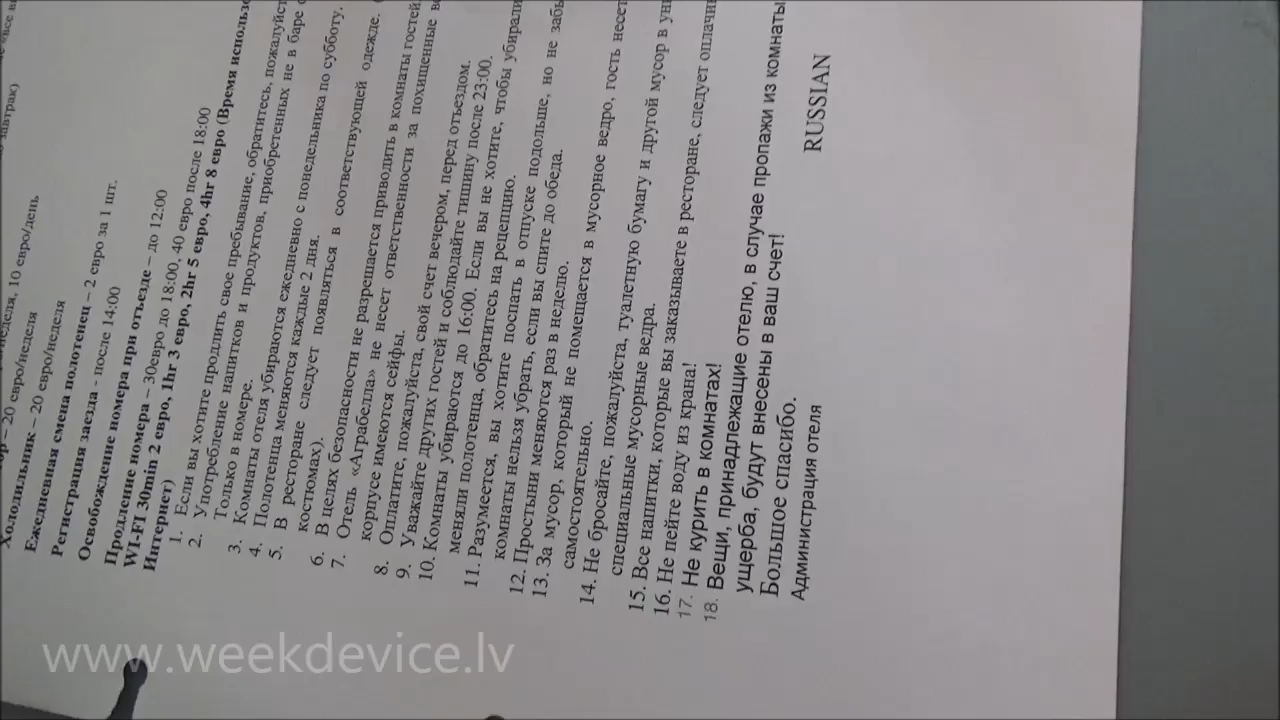 завтрак)
– 20 евро/неделя, 10 евро/день
Холодильник – 20 евро/неделя
Ежедневная смена полотенец – 2 евро за 1 шт.
Регистрация заезда - после 14:00
Освобождение номера при отъезде – до 12:00
Продление номера – 30евро до 18:00, 40 евро после 18:00
WI-FI 30min 2 евро, 1hr 3 евро, 2hr 5 евро, 4hr 8 евро (Время
Интернет)
1. Если вы хотите продлить свое пребывание, обратитесь,
2. Употребление напитков и продуктов, приобретенных не в баре
Только в номере.
3. Комнаты отеля убираются ежедневно с понедельника по субботу.
4. Полотенца меняются каждые 2 дня.
5. В ресторане следует появляться в соответствующей одежде.
костюмах).
6. В целях безопасности не разрешается приводить в комнаты гостей.
7. Отель «Аграбелла» не несет ответственности за похищенные
корпусе имеются сейфы.
8. Оплатите, пожалуйста, свой счет вечером, перед отъездом.
9. Уважайте других гостей и соблюдайте тишину после 23:00.
10. Комнаты убираются до 16:00. Если вы не хотите, чтобы убирали
меняли полотенца, обратитесь на рецепцию.
11. Разумеется, вы хотите поспать в отпуске подольше, но не
комнаты нельзя убрать, если вы спите до обеда.
12. Простыни меняются раз в неделю.
13. За мусор, который не помещается в мусорное ведро, гость
самостоятельно.
14. Не бросайте, пожалуйста, туалетную бумагу и другой мусор в
специальные мусорные ведра.
15. Все напитки, которые вы заказываете в ресторане, следует
16. Не пейте воду из крана!
17. Не курить в комнатах!
18. Вещи, принадлежащие отелю, в случае пропажи из комнаты
ущерба, будут внесены в ваш счет!
Большое спасибо.
Администрация отеля
RUSSIAN
www.weekdevice.lv